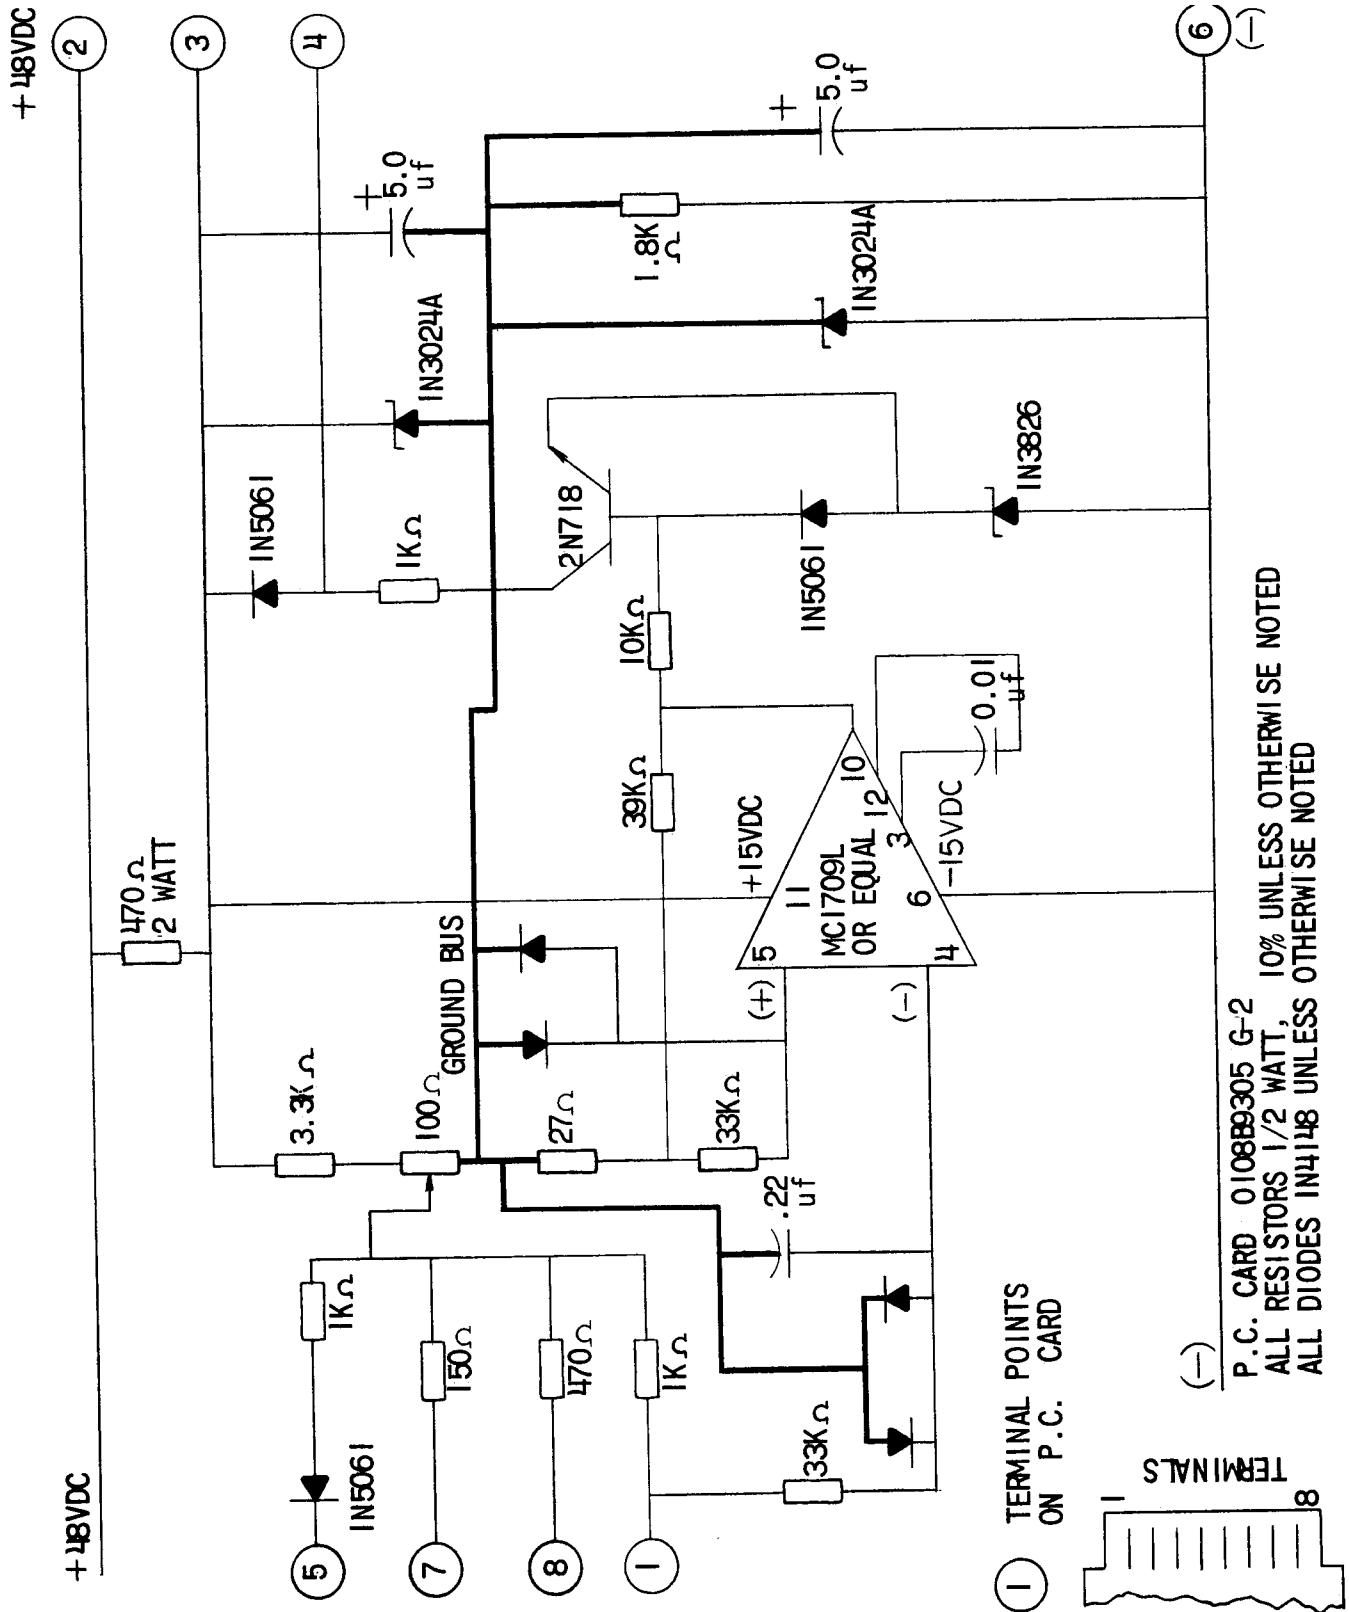 +48VDC
2
3
4
6
(−)
+
5.0
uf
+
5.0
uf
1.8K
Ω
IN3024A
IN3024A
IN5061
1KΩ
2N718
IN3826
IN5061
10KΩ
39KΩ
470Ω
2 WATT
+15VDC
11
MC1709L
OR EQUAL
10
12
3
6
5
4
-15VDC
0.01
uf
(+)
(−)
GROUND BUS
3.3KΩ
100Ω
27Ω
33KΩ
.22
uf
1KΩ
150Ω
470Ω
1KΩ
33KΩ
IN5061
+48VDC
5
7
8
1
(−)
P.C. CARD 0108B9305 G-2
ALL RESISTORS 1/2 WATT, 10% UNLESS OTHERWISE NOTED
ALL DIODES IN4148 UNLESS OTHERWISE NOTED
1
TERMINAL POINTS
ON P.C. CARD
TERMINALS
1
8